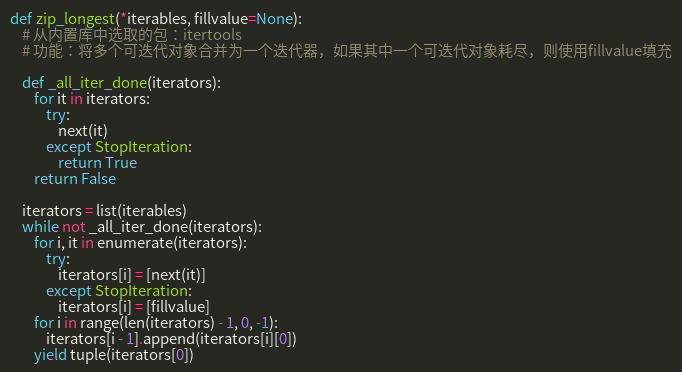 def zip_longest(*iterables, fillvalue=None):
    # 从内置库中选取的包：itertools
    # 功能：将多个可迭代对象合并为一个迭代器，如果其中一个可迭代对象耗尽，则使用fillvalue填充

    def _all_iter_done(iterators):
        for it in iterators:
            try:
                next(it)
            except StopIteration:
                return True
        return False

    iterators = list(iterables)
    while not _all_iter_done(iterators):
        for i, it in enumerate(iterators):
            try:
                iterators[i] = [next(it)]
            except StopIteration:
                iterators[i] = [fillvalue]
        for i in range(len(iterators) - 1, 0, -1):
            iterators[i - 1].append(iterators[i][0])
        yield tuple(iterators[0])